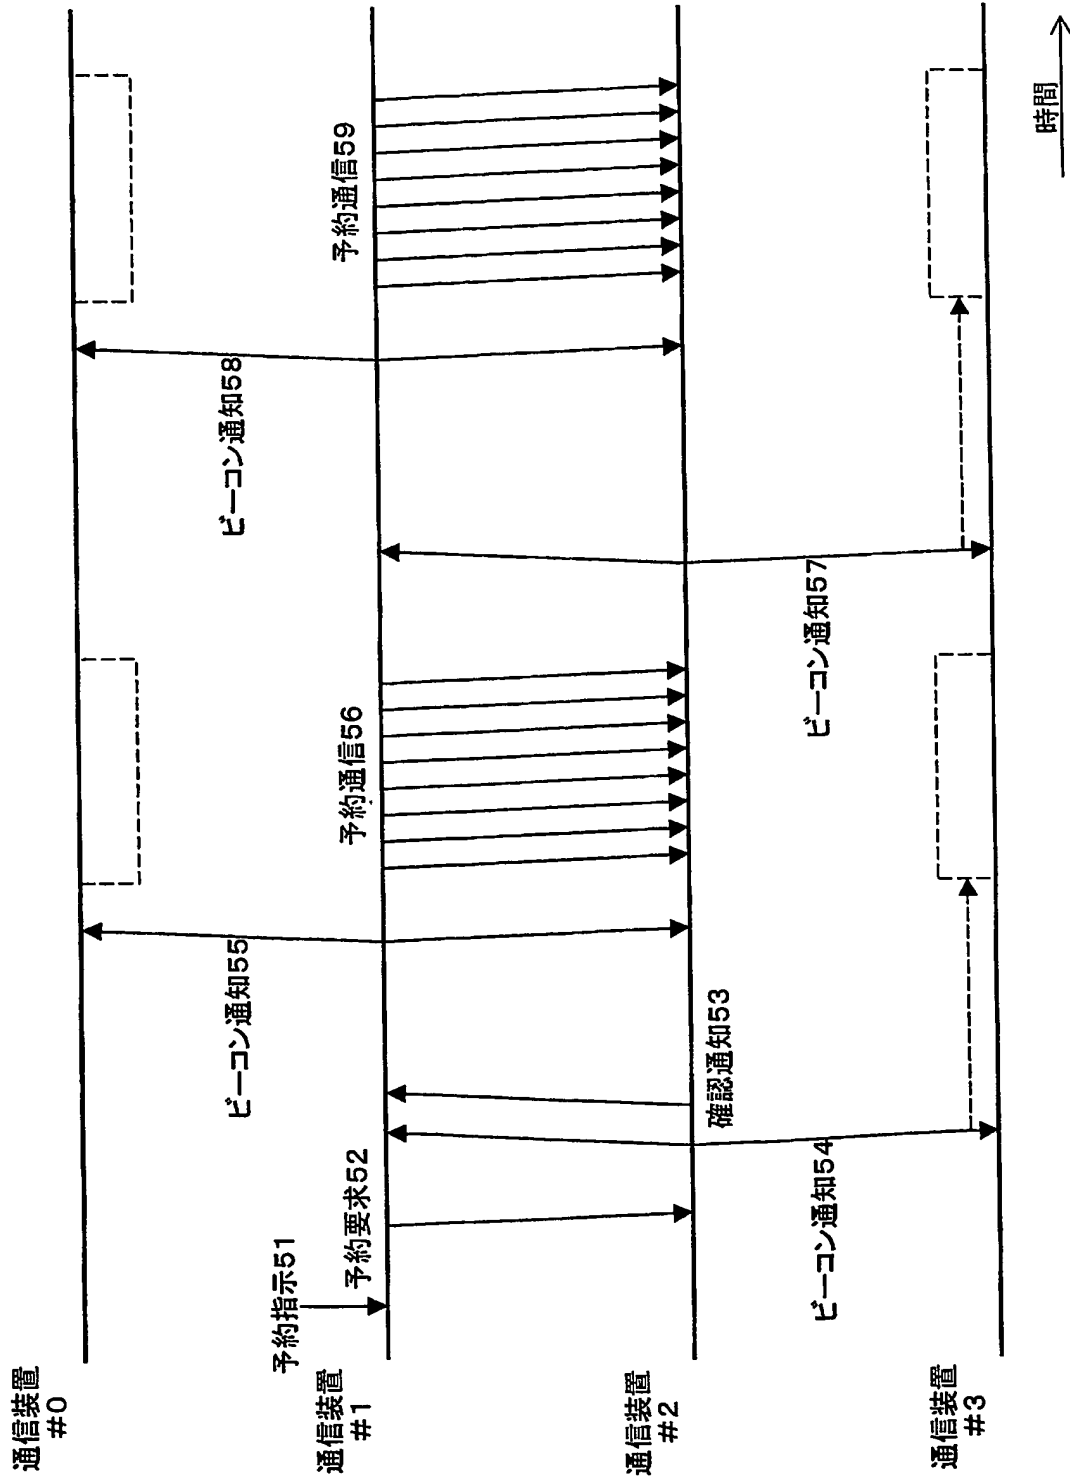 通信装置
#0
通信装置
#1
通信装置
#2
通信装置
#3
予約指示51
予約要求52
確認通知53
ビーコン通知54
ビーコン通知55
予約通信56
ビーコン通知57
ビーコン通知58
予約通信59
時間